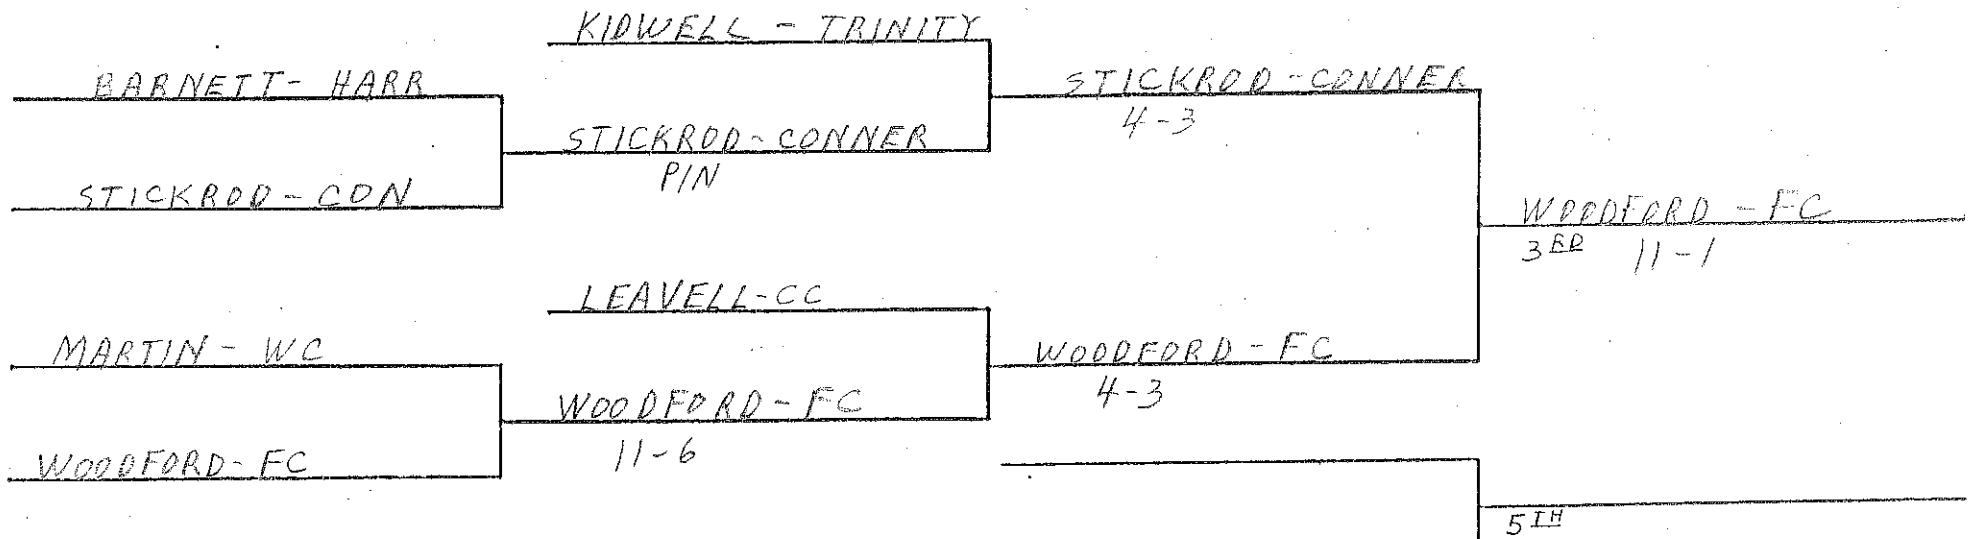 KIDWELL - TRINITY
BARNETT- HARR
STICKROD-CONNER
4-3
STICKROD-CONNER
PIN
STICKROD-CON
WOODFORD - FC
3RD 11-1
LEAVELL-CC
MARTIN - WC
WOODFORD - FC
4-3
WOODFORD-FC
11-6
WOODFORD-FC
5TH